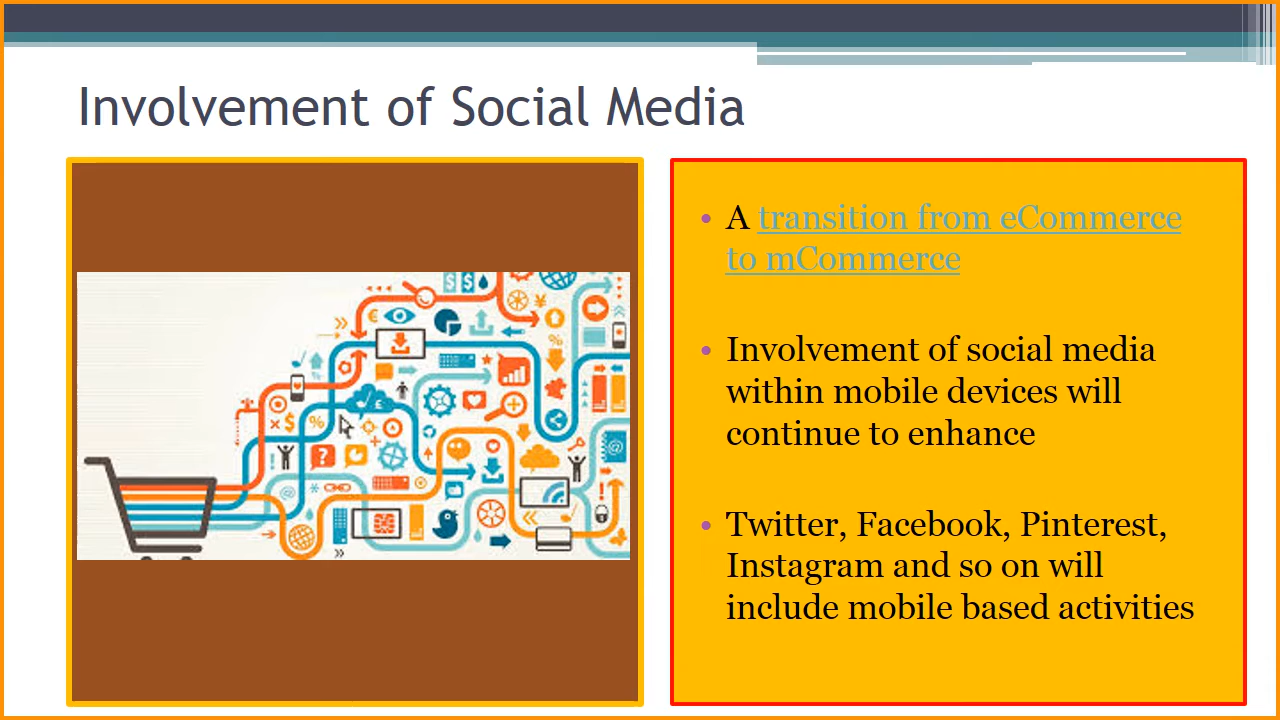 Involvement of Social Media
• A transition from eCommerce
to mCommerce
• Involvement of social media
within mobile devices will
continue to enhance
• Twitter, Facebook, Pinterest,
Instagram and so on will
include mobile based activities